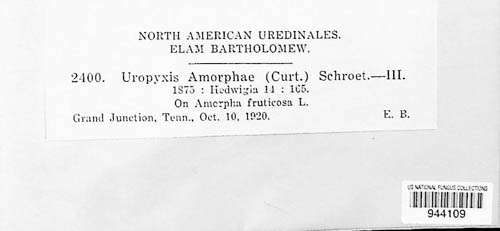 NORTH AMERICAN UREDINALES.
ELAM BARTHOLOMEW.
2400. Uropyxis Amorphae (Curt.) Schroet.—III.
1875 : Hedwigia 14 : 165.
On Amorpha fruticosa L.
Grand Junction, Tenn., Oct. 10, 1920. E. B.
US NATIONAL FUNGUS COLLECTIONS
944109